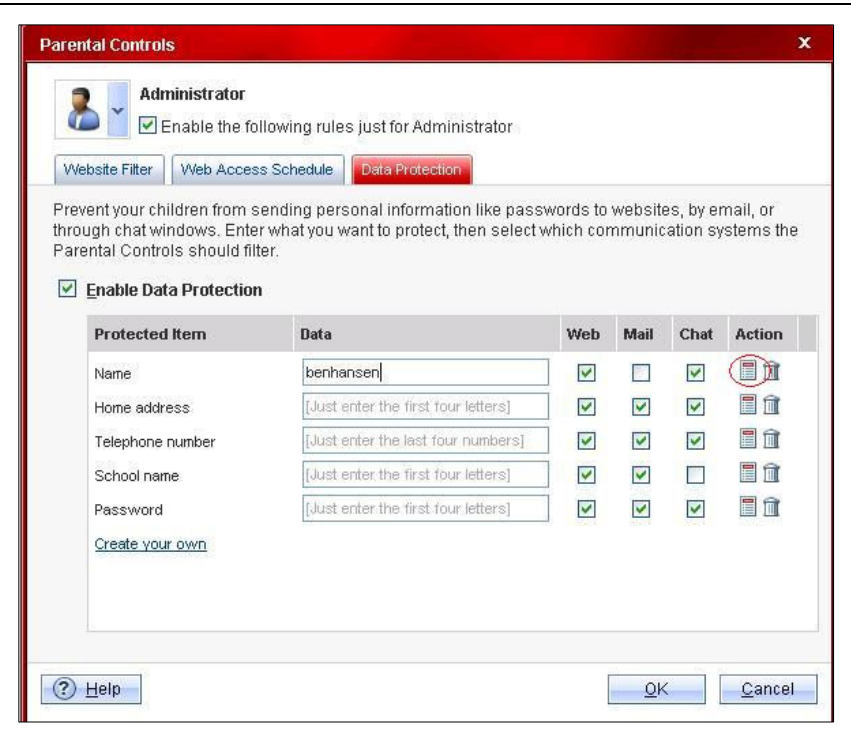 Parental Controls x
Administrator
Enable the following rules just for Administrator
Website Filter Web Access Schedule Data Protection
Prevent your children from sending personal information like passwords to websites, by email, or
through chat windows. Enter what you want to protect, then select which communication systems the
Parental Controls should filter.
Enable Data Protection
Protected Item Data Web Mail Chat Action
Name benhansen
Home address [Just enter the first four letters]
Telephone number [Just enter the last four numbers]
School name [Just enter the first four letters]
Password [Just enter the first four letters]
Create your own
? Help OK Cancel